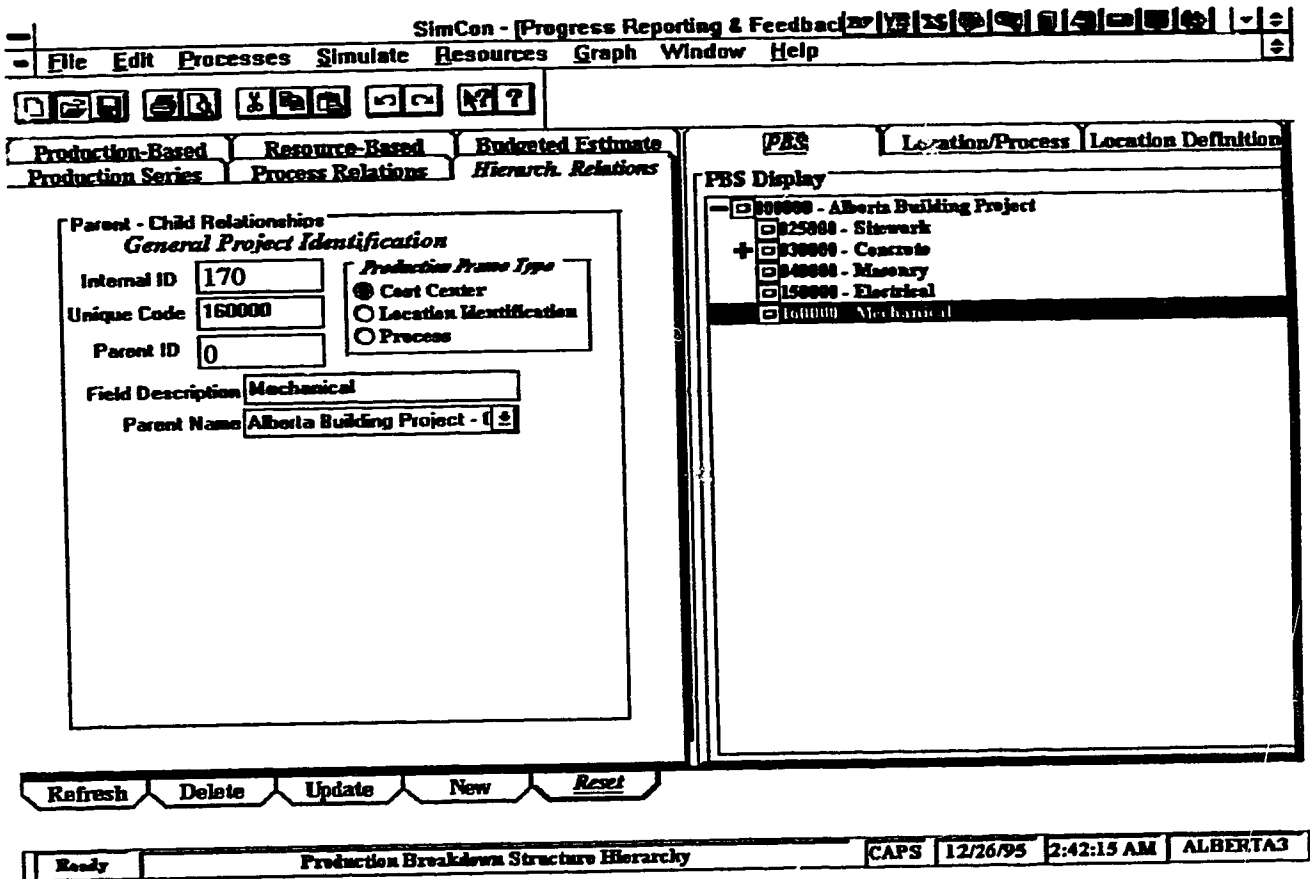 SimCon - [Progress Reporting & Feedbac
File Edit Processes Simulate Resources Graph Window Help
Production-Based Resource-Based Budgeted Estimate
Production Series Process Relations Hierarch. Relations
PBS Location/Process Location Definition
Parent - Child Relationships
General Project Identification
Internal ID 170
Unique Code 160000
Parent ID 0
Production Frame Type
Cost Center
Location Identification
Process
Field Description Mechanical
Parent Name Alberta Building Project - (
PBS Display
000000 - Alberta Building Project
025000 - Sitework
030000 - Concrete
040000 - Masonry
150000 - Electrical
160000 - Mechanical
Refresh Delete Update New Reset
Ready Production Breakdown Structure Hierarcky CAPS 12/26/95 2:42:15 AM ALBERTA3